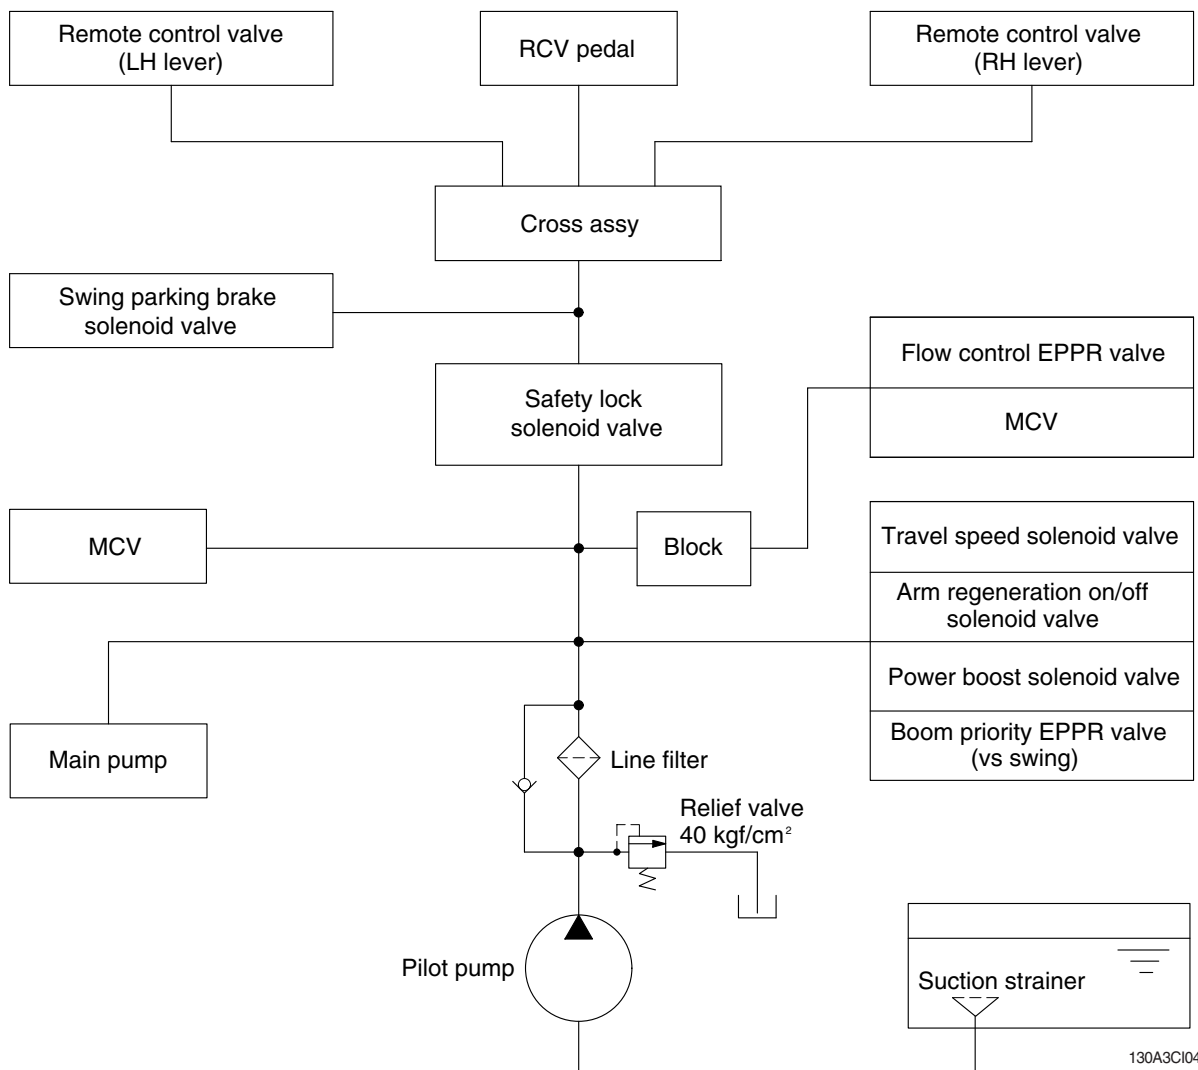 Remote control valve
(LH lever)
RCV pedal
Remote control valve
(RH lever)
Cross assy
Swing parking brake
solenoid valve
Flow control EPPR valve
Safety lock
solenoid valve
MCV
MCV
Block
Travel speed solenoid valve
Arm regeneration on/off
solenoid valve
Power boost solenoid valve
Main pump
Line filter
Boom priority EPPR valve
(vs swing)
Relief valve
40 kgf/cm²
Pilot pump
Suction strainer
130A3CI04